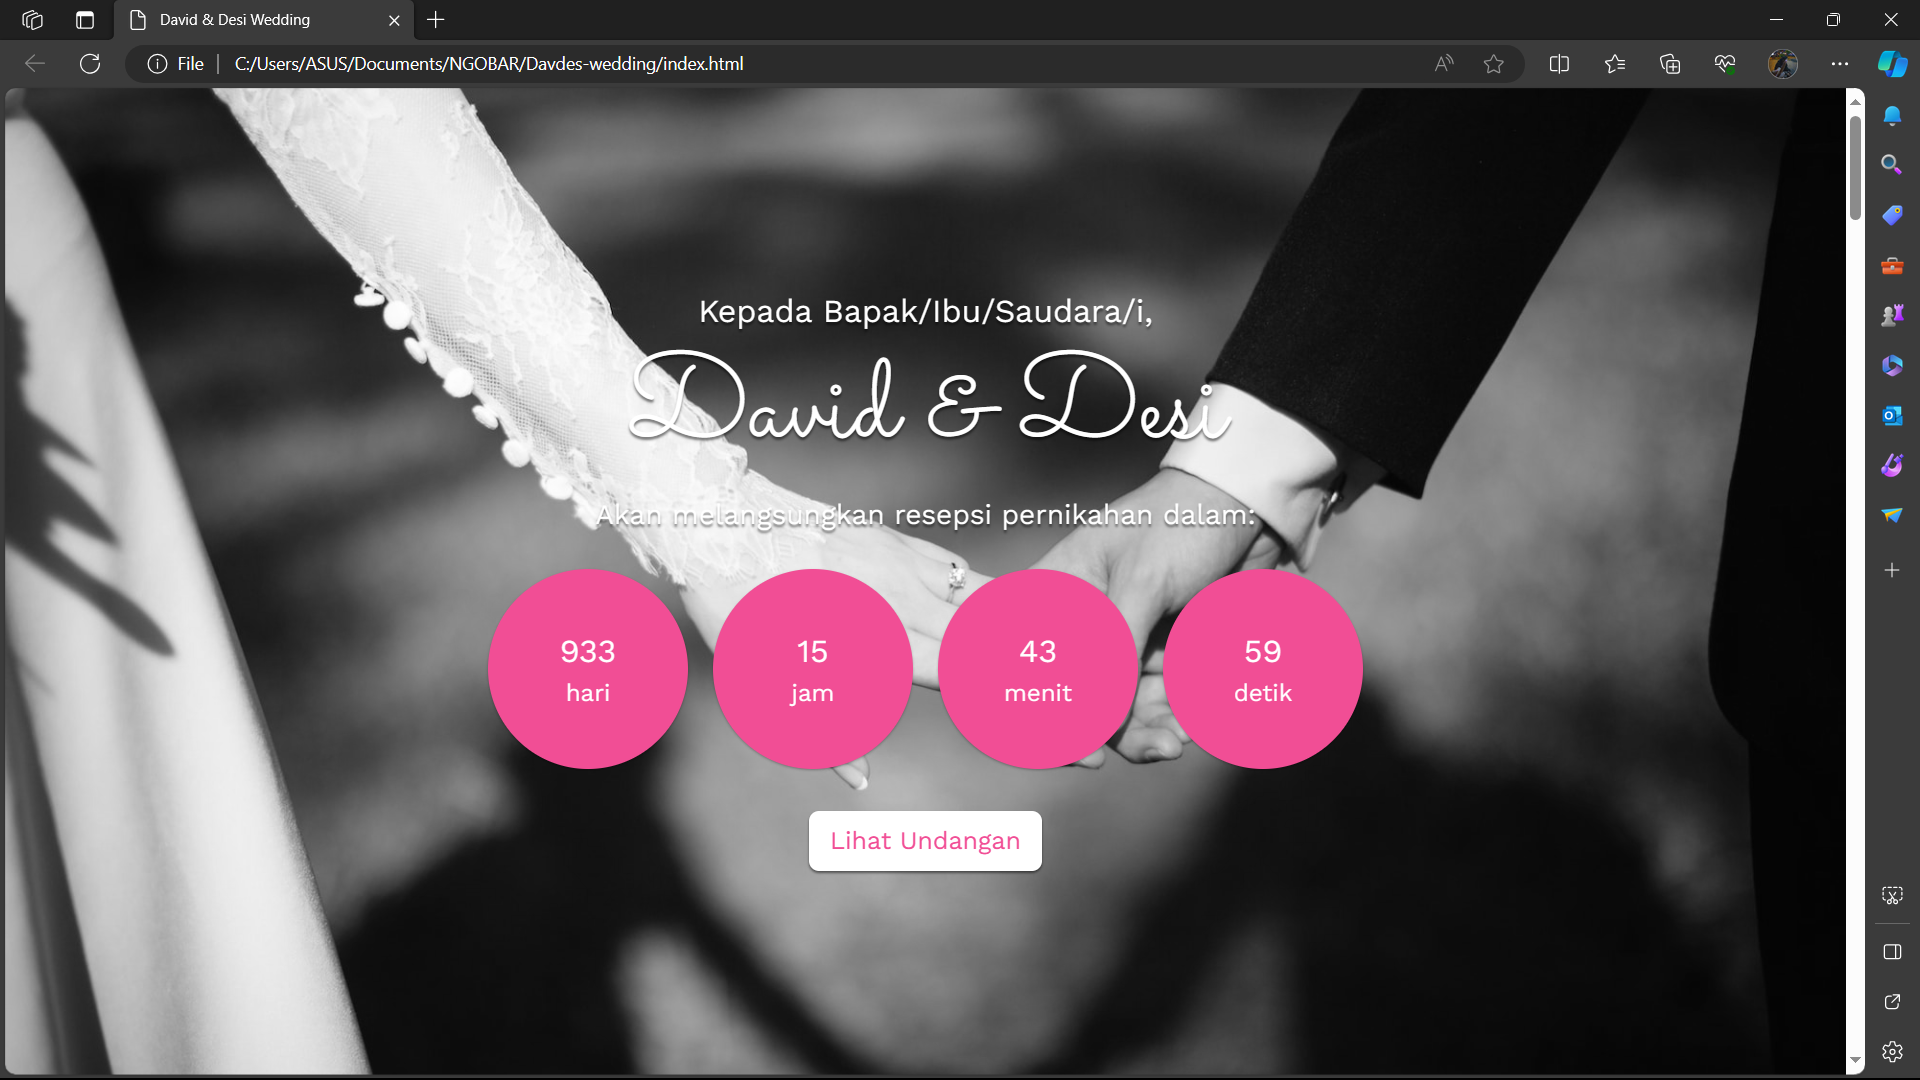 David & Desi Wedding
File
C:/Users/ASUS/Documents/NGOBAR/Davdes-wedding/index.html
Kepada Bapak/Ibu/Saudara/i,
David & Desi
Akan melangsungkan resepsi pernikahan dalam:
933 15 43 59
hari jam menit detik
Lihat Undangan